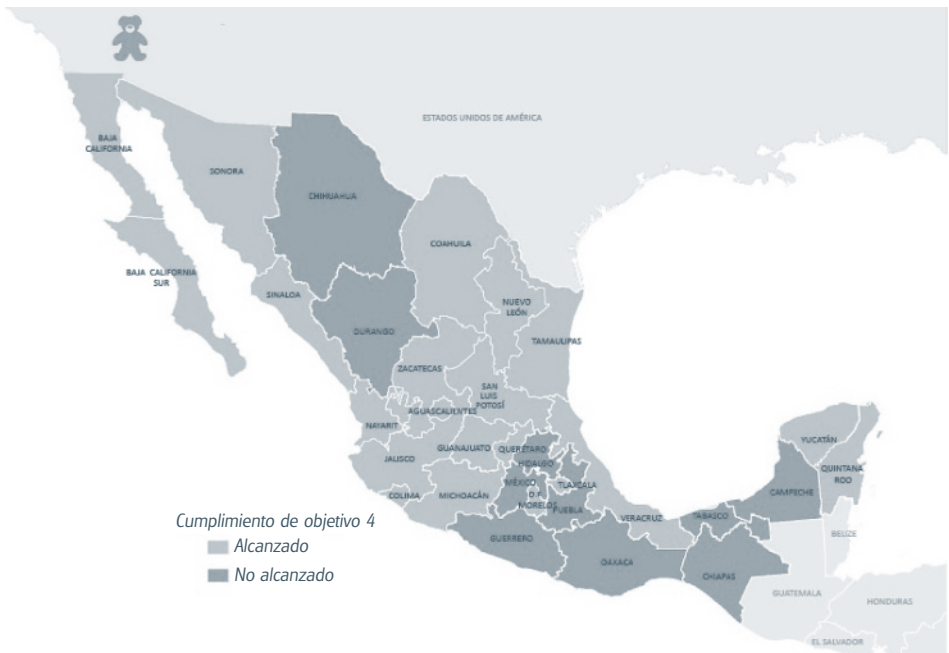 ESTADOS UNIDOS DE AMÉRICA
BAJA
CALIFORNIA
SONORA
CHIHUAHUA
COAHUILA
BAJA CALIFORNIA
SUR
SINALOA
NUEVO
LEÓN
DURANGO
TAMAULIPAS
ZACATECAS
SAN
LUIS
POTOSÍ
AGUASCALIENTES
NAYARIT
GUANAJUATO
QUERÉTARO
HIDALGO
YUCATÁN
JALISCO
QUINTANA
ROO
MÉXICO
TLAXCALA
CAMPECHE
COLIMA
MICHOACÁN
D.F.
MORELOS
PUEBLA
VERACRUZ
TABASCO
Cumplimiento de objetivo 4
Alcanzado
No alcanzado
GUERRERO
OAXACA
CHIAPAS
BELIZE
GUATEMALA
HONDURAS
EL SALVADOR